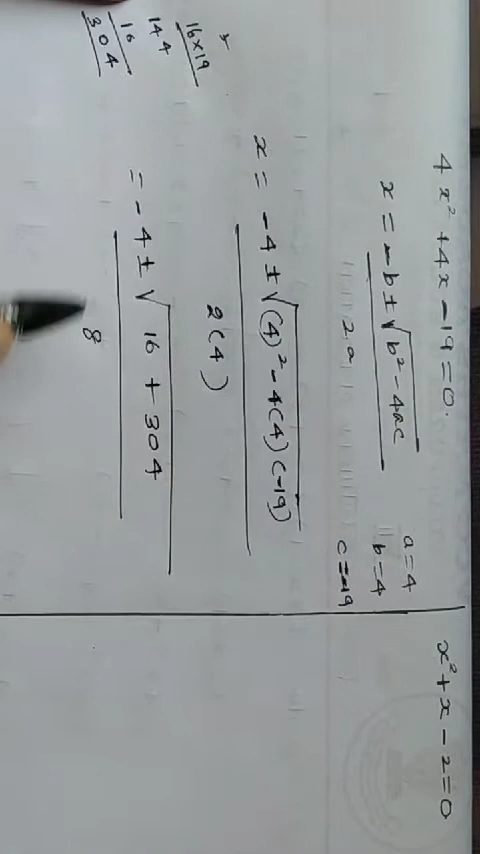 4x² + 4x - 19 = 0.
x = -b ± √b² - 4ac
2a
a = 4
b = 4
c = -19
x = -4 ± √(4)² - 4(4)(-19)
2(4)
= -4 ± √16 + 304
8
5
16×19
144
16
304
x² + x - 2 = 0